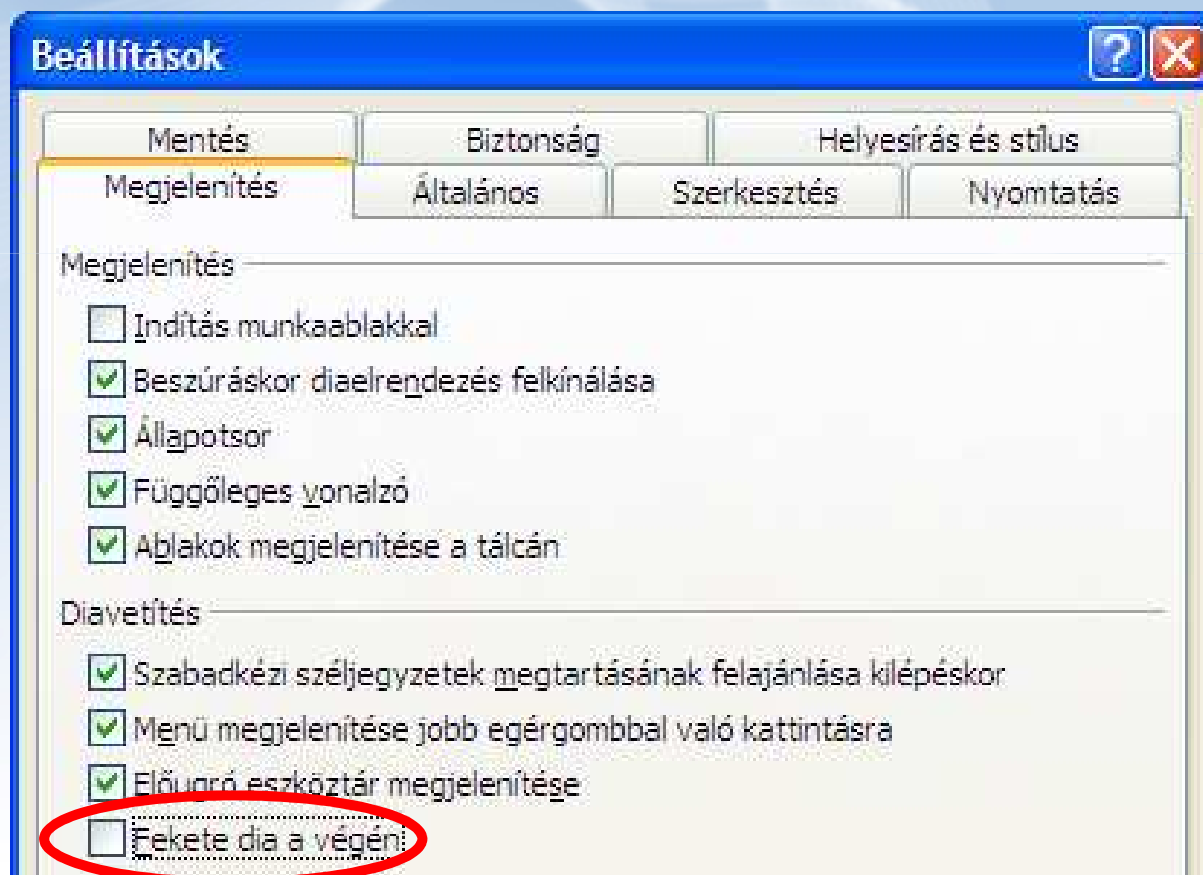 Beállítások
Mentés Biztonság Helyesírás és stílus
Megjelenítés Általános Szerkesztés Nyomtatás
Megjelenítés
Indítás munkaablakkal
Beszúráskor diaelrendezés felkínálása
Állapotsor
Függőleges vonalzó
Ablakok megjelenítése a tálcán
Diavetítés
Szabadkézi széljegyzetek megtartásának felajánlása kilépéskor
Menü megjelenítése jobb egérgombbal való kattintásra
Előugró eszköztár megjelenítése
Fekete dia a végén